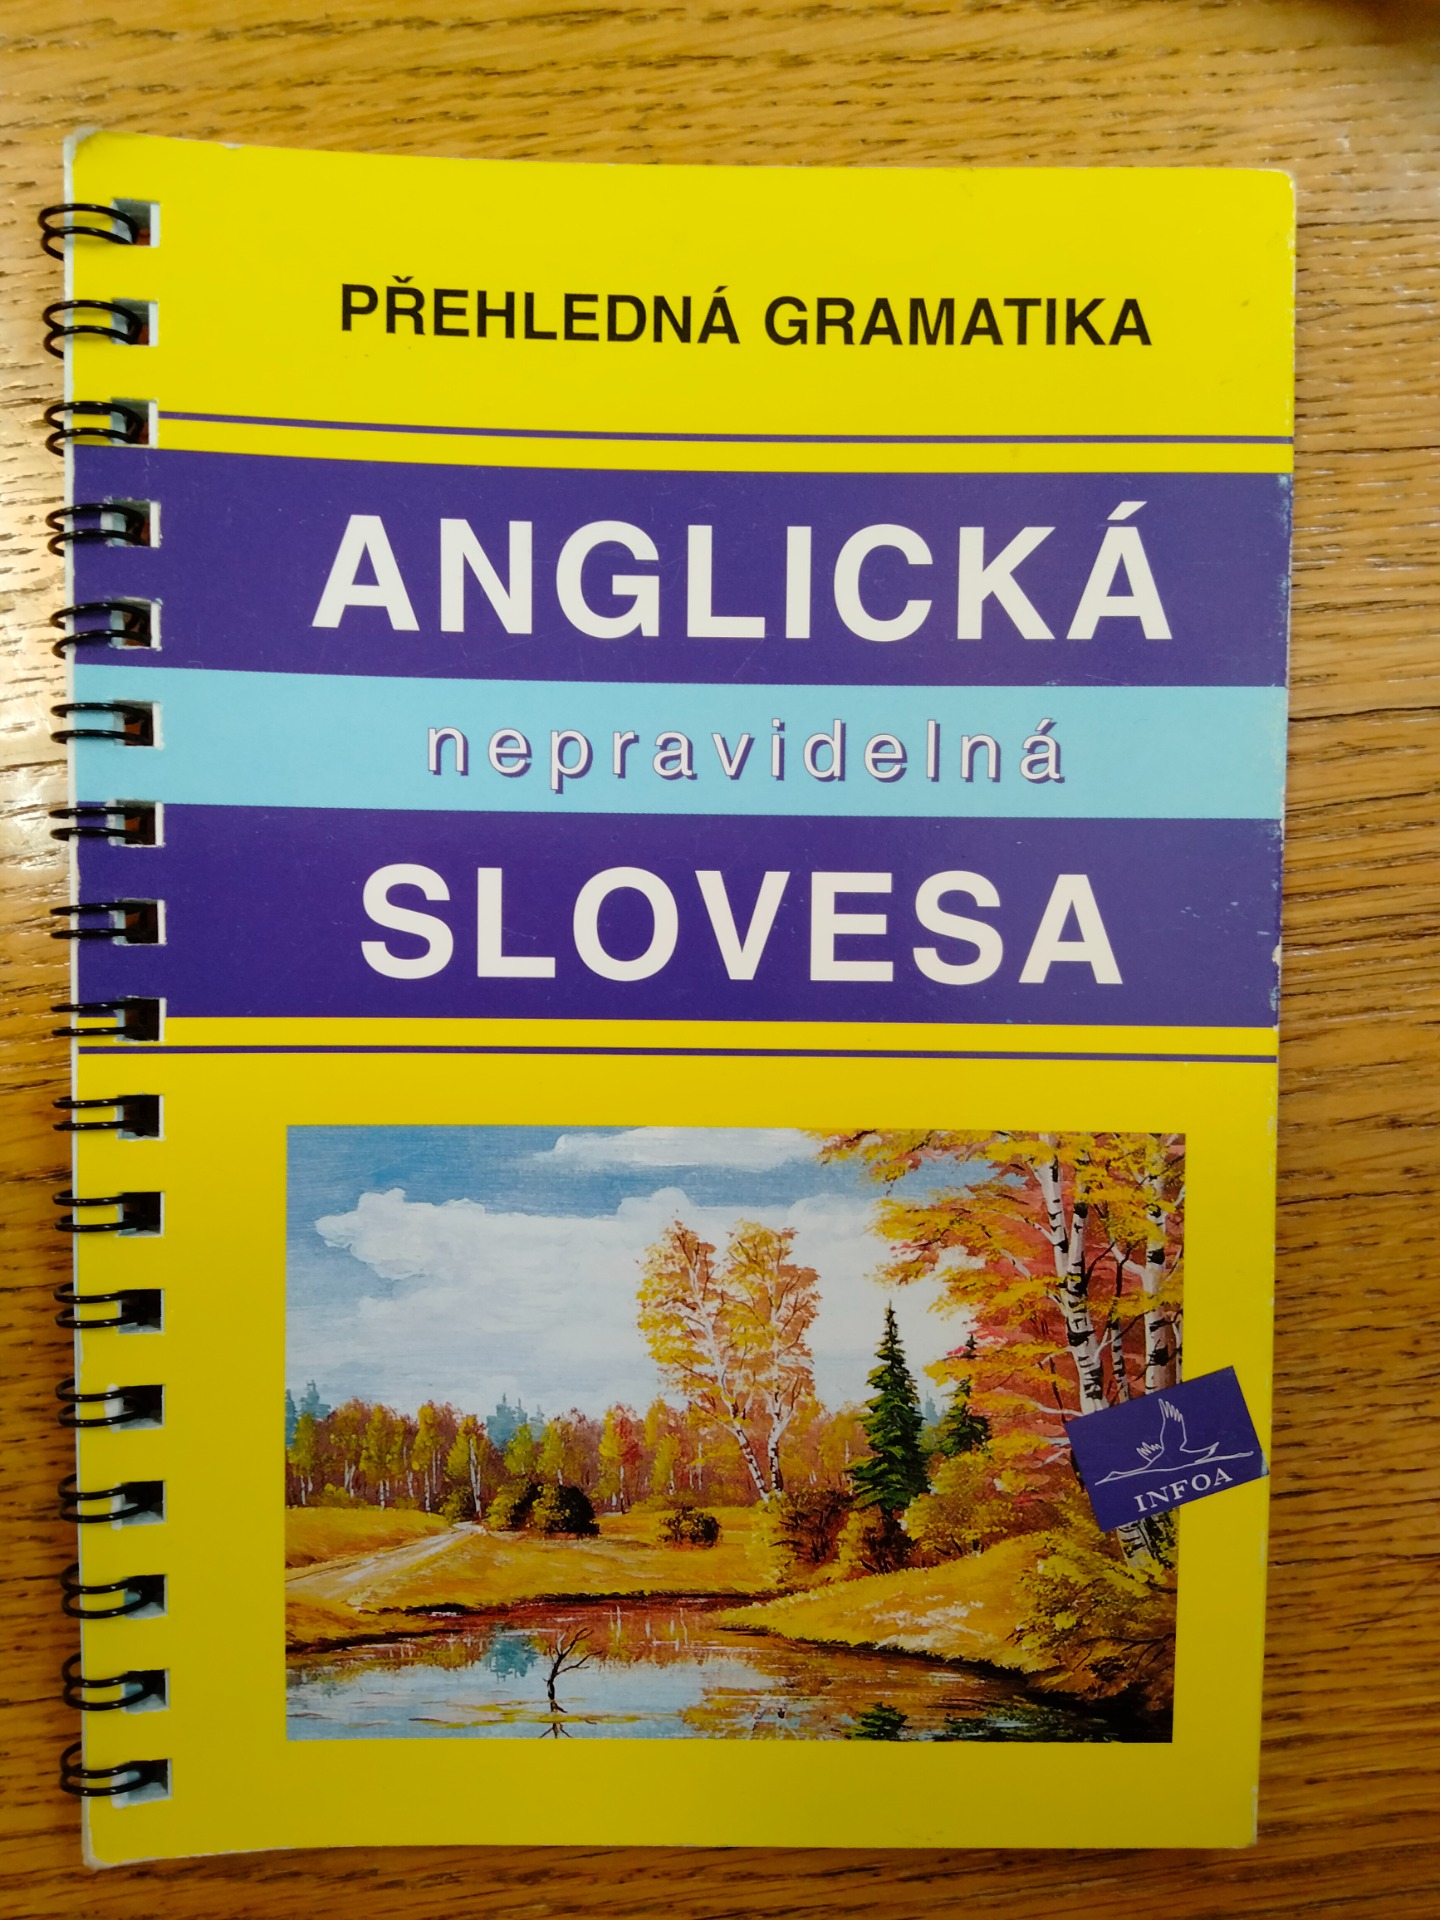 PŘEHLEDNÁ GRAMATIKA
ANGLICKÁ
nepravidelná
SLOVESA
INFOA